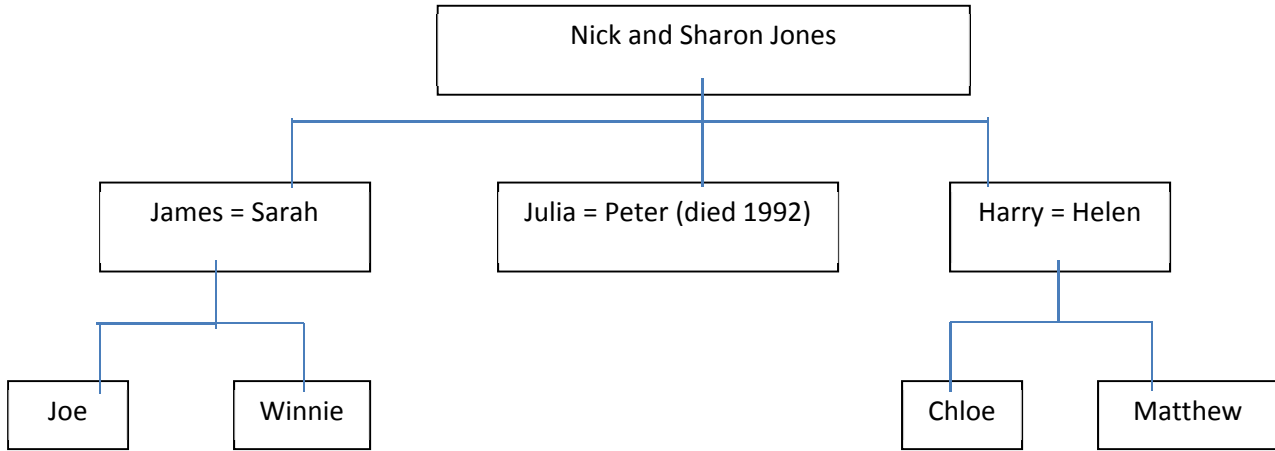 Nick and Sharon Jones
James = Sarah
Julia = Peter (died 1992)
Harry = Helen
Joe
Winnie
Chloe
Matthew